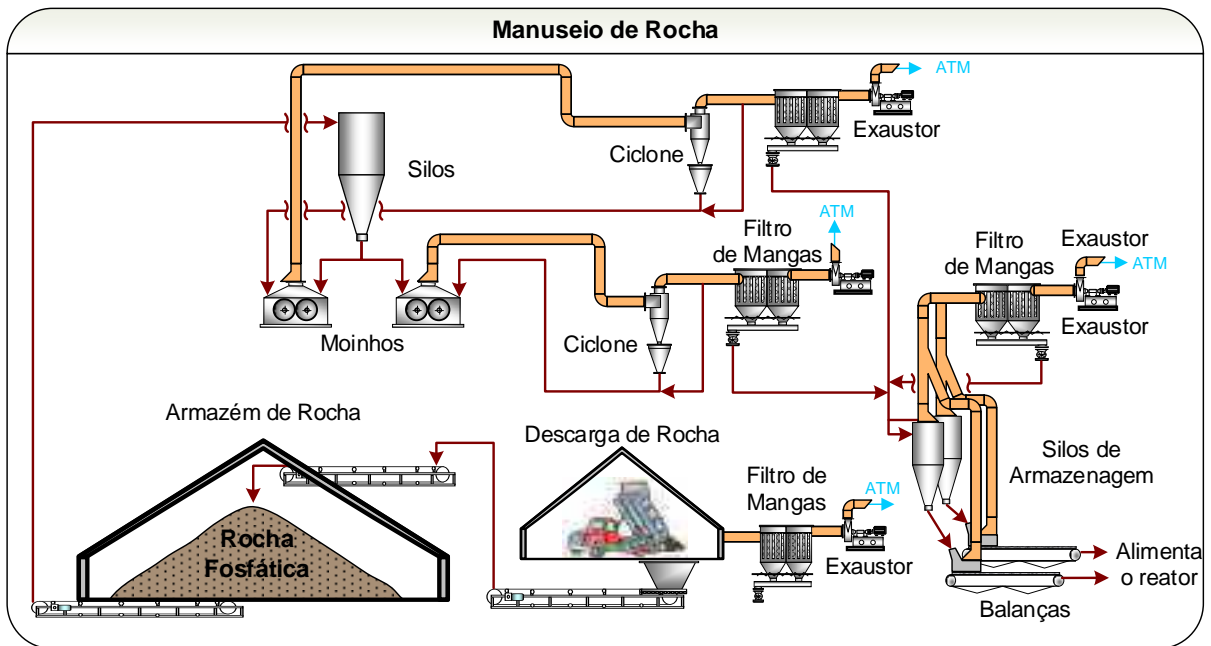 Manuseio de Rocha
ATM
Exaustor
Ciclone
Silos
ATM
Filtro
de Mangas
Filtro
de Mangas
Exaustor
ATM
Exaustor
Moinhos
Ciclone
Armazém de Rocha
Descarga de Rocha
Filtro de
Mangas
ATM
Exaustor
Silos de
Armazenagem
Rocha
Fosfática
Alimenta
o reator
Balanças